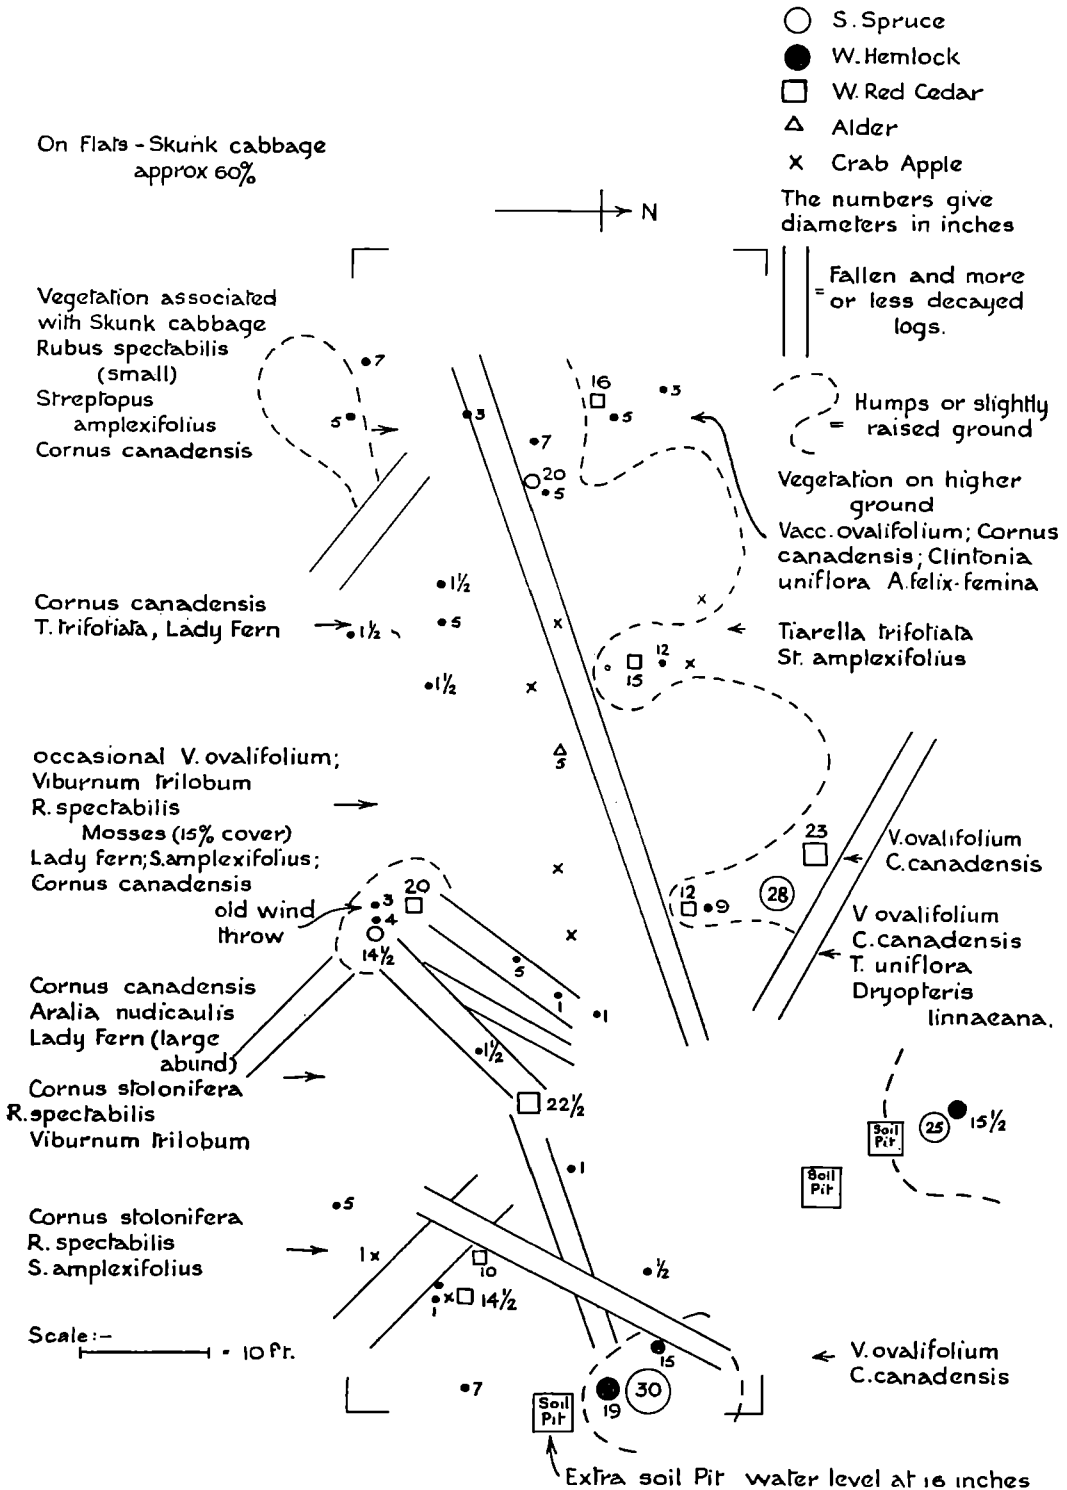 S. Spruce
W. Hemlock
W. Red Cedar
Alder
Crab Apple
The numbers give
diameters in inches
On Flats - Skunk cabbage
approx 60%
N
= Fallen and more
or less decayed
logs.
Vegetation associated
with Skunk cabbage
Rubus spectabilis
(small)
Streptopus
amplexifolius
Cornus canadensis
Humps or slightly
= raised ground
Vegetation on higher
ground
Vacc. ovalifolium; Cornus
canadensis; Clintonia
uniflora A. felix-femina
7
5
3
16
3
5
7
20
5
1½
5
1½
1½
Cornus canadensis
T. trifotiata, Lady Fern
Tiarella trifotiata
St. amplexifolius
12
15
5
occasional V. ovalifolium;
Viburnum trilobum
R. spectabilis
Mosses (15% cover)
Lady fern; S. amplexifolius;
Cornus canadensis
old wind
throw
23
V. ovalifolium
C. canadensis
12
9
28
V ovalifolium
C. canadensis
T. uniflora
Dryopteris
linnaeana.
20
3
4
14½
5
1
1
1½
Cornus canadensis
Aralia nudicaulis
Lady Fern (large
abund)
Cornus stolonifera
R. spectabilis
Viburnum trilobum
22½
1
Soil
Pit.
25
15½
Soil
Pit
5
Cornus stolonifera
R. spectabilis
S. amplexifolius
1
10
14½
1
½
Scale:-
= 10 ft.
V. ovalifolium
C. canadensis
15
7
Soil
Pit
19
30
Extra soil Pit water level at 16 inches